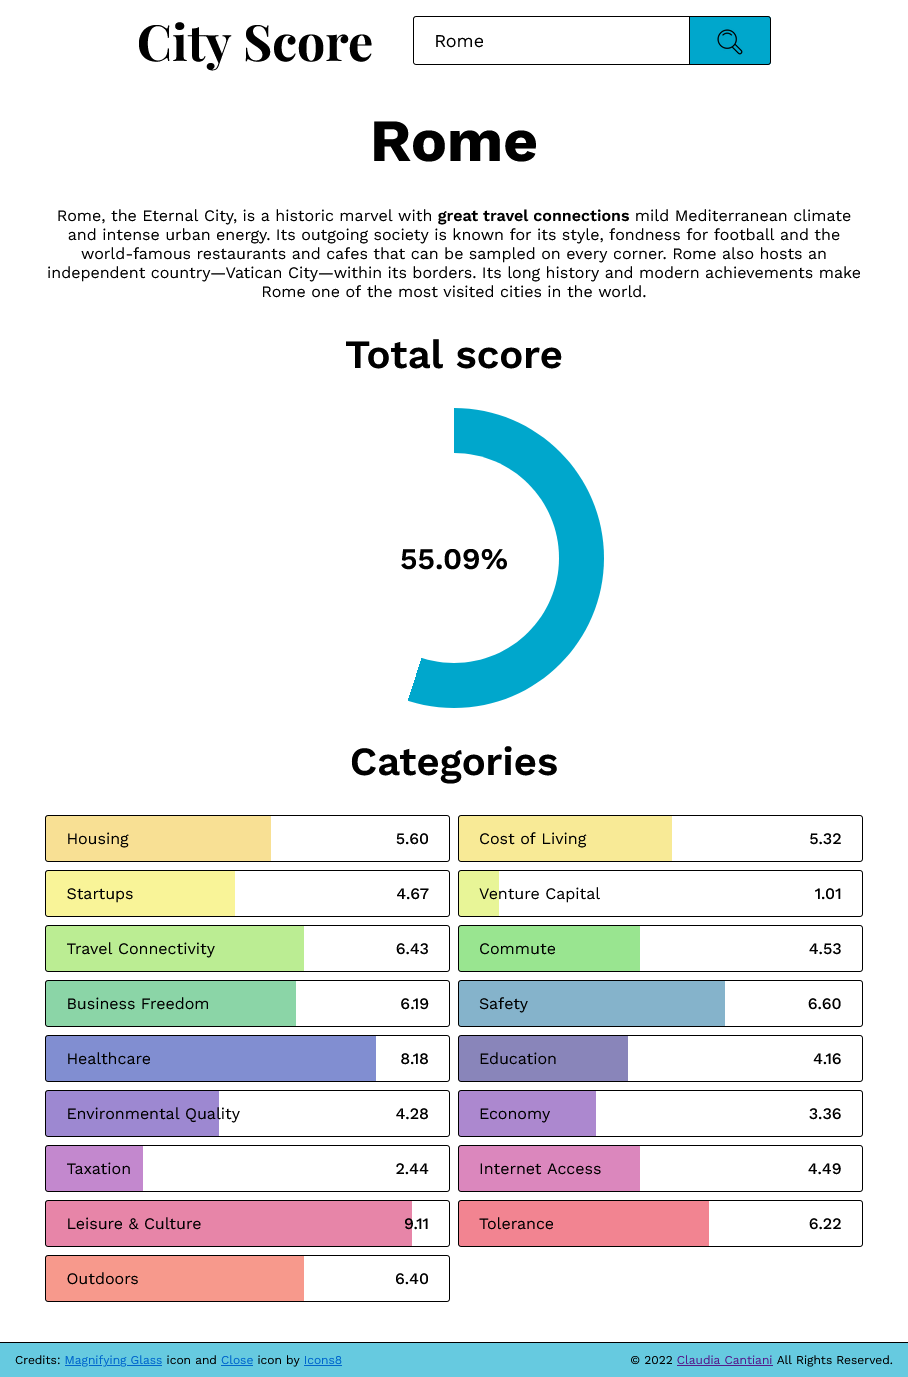 City Score
Rome
Rome
Rome, the Eternal City, is a historic marvel with great travel connections mild Mediterranean climate
and intense urban energy. Its outgoing society is known for its style, fondness for football and the
world-famous restaurants and cafes that can be sampled on every corner. Rome also hosts an
independent country—Vatican City—within its borders. Its long history and modern achievements make
Rome one of the most visited cities in the world.
Total score
55.09%
Categories
Housing 5.60
Cost of Living 5.32
Startups 4.67
Venture Capital 1.01
Travel Connectivity 6.43
Commute 4.53
Business Freedom 6.19
Safety 6.60
Healthcare 8.18
Education 4.16
Environmental Quality 4.28
Economy 3.36
Taxation 2.44
Internet Access 4.49
Leisure & Culture 9.11
Tolerance 6.22
Outdoors 6.40
Credits: Magnifying Glass icon and Close icon by Icons8
© 2022 Claudia Cantiani All Rights Reserved.